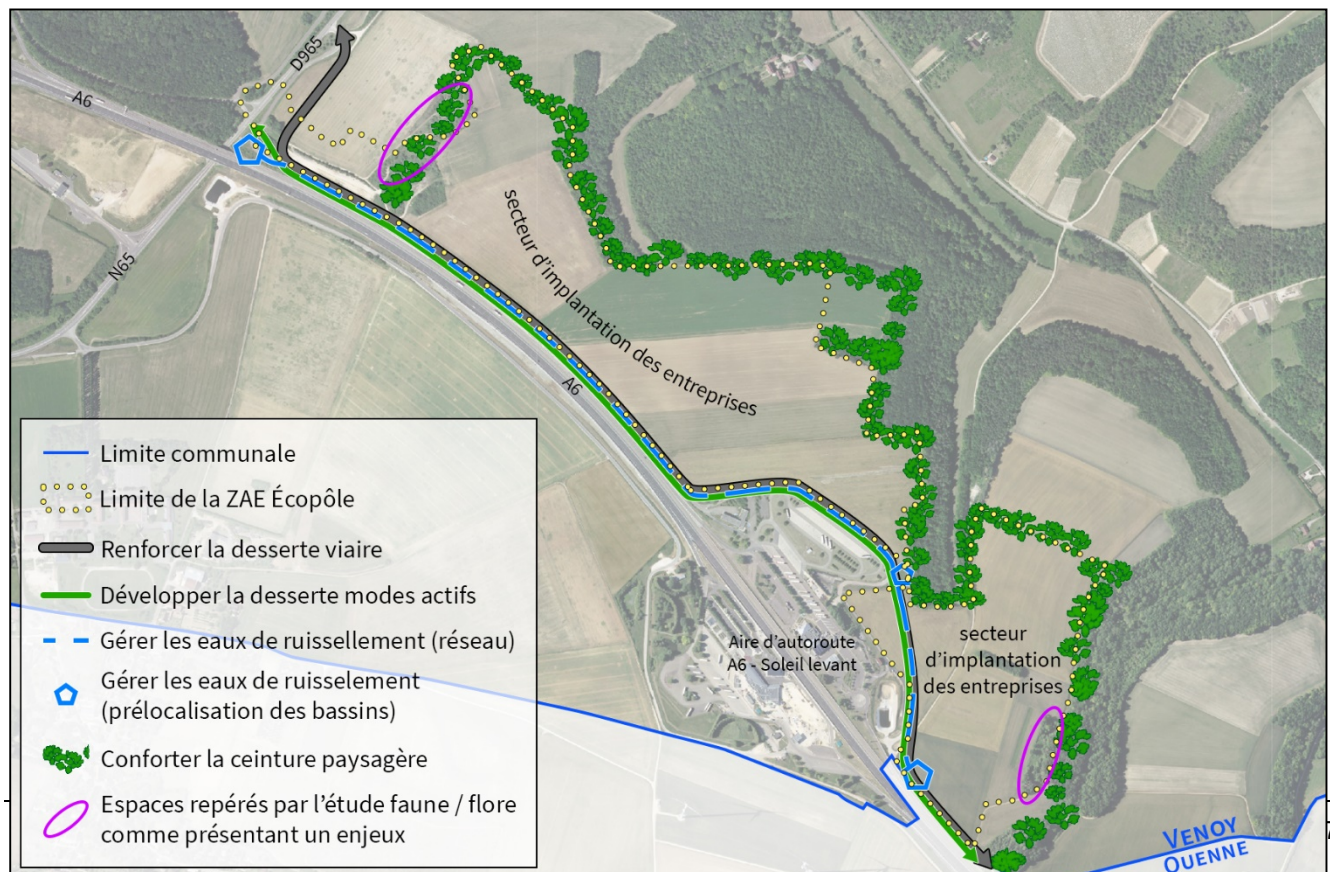 D965
A6
N65
secteur d'implantation des entreprises
A6
Aire d'autoroute
A6 - Soleil levant
secteur
d'implantation
des entreprises
VENOY
QUENNE
Limite communale
Limite de la ZAE Écopôle
Renforcer la desserte viaire
Développer la desserte modes actifs
Gérer les eaux de ruissellement (réseau)
Gérer les eaux de ruisselement
(prélocalisation des bassins)
Conforter la ceinture paysagère
Espaces repérés par l'étude faune / flore
comme présentant un enjeux